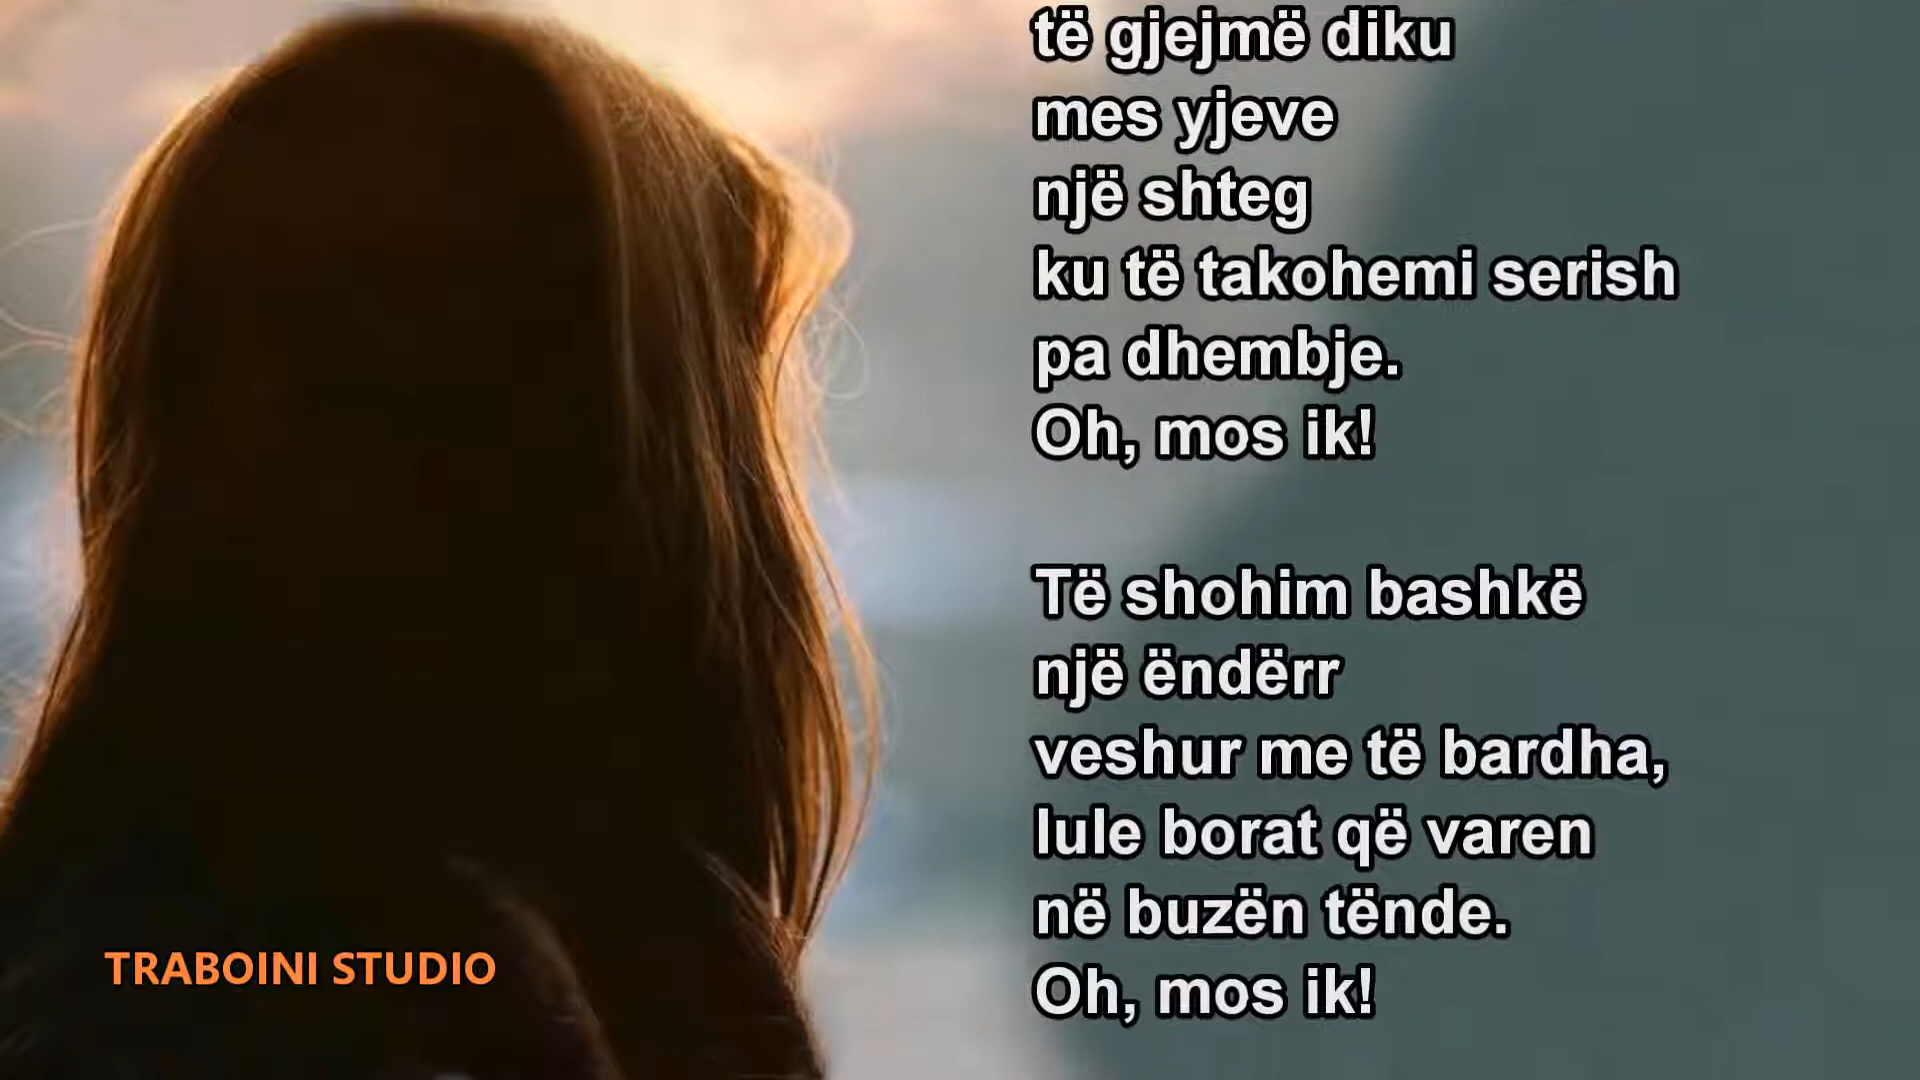 të gjejmë diku
mes yjeve
një shteg
ku të takohemi serish
pa dhembje.
Oh, mos ik!
Të shohim bashkë
një ëndërr
veshur me të bardha,
lule borat që varen
në buzën tënde.
Oh, mos ik!
TRABOINI STUDIO